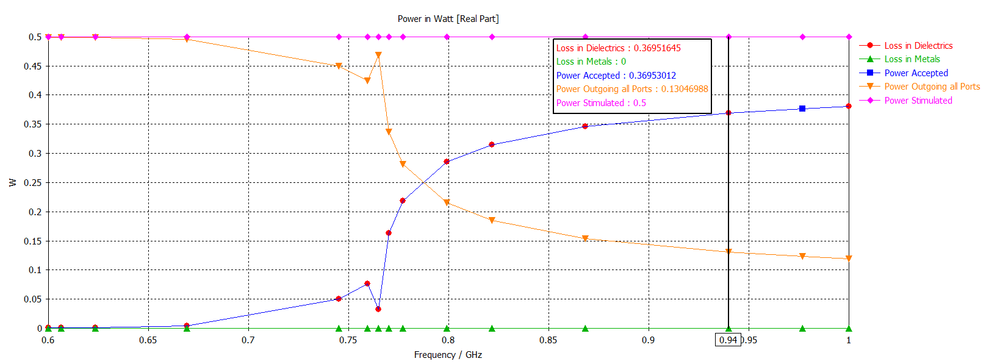 Power in Watt [Real Part]
0.5
0.45
0.4
0.35
0.3
0.25
0.2
0.15
0.1
0.05
0
W
Loss in Dielectrics : 0.36951645
Loss in Metals : 0
Power Accepted : 0.36953012
Power Outgoing all Ports : 0.13046988
Power Stimulated : 0.5
Loss in Dielectrics
Loss in Metals
Power Accepted
Power Outgoing all Ports
Power Stimulated
0.6 0.65 0.7 0.75 0.8 0.85 0.9 0.94 0.95 1
Frequency / GHz